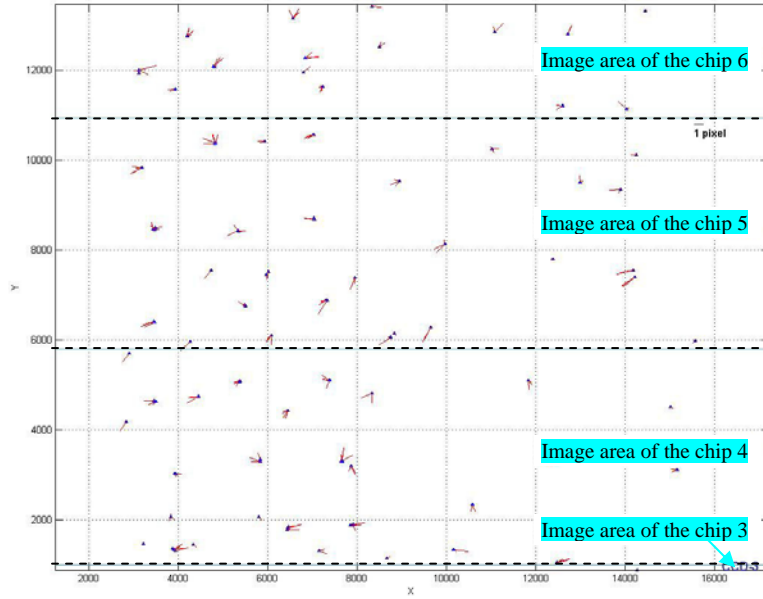 Image area of the chip 6
1 pixel
Image area of the chip 5
Image area of the chip 4
Image area of the chip 3
12000
10000
8000
6000
4000
2000
Y
2000
4000
6000
8000
10000
12000
14000
16000
X